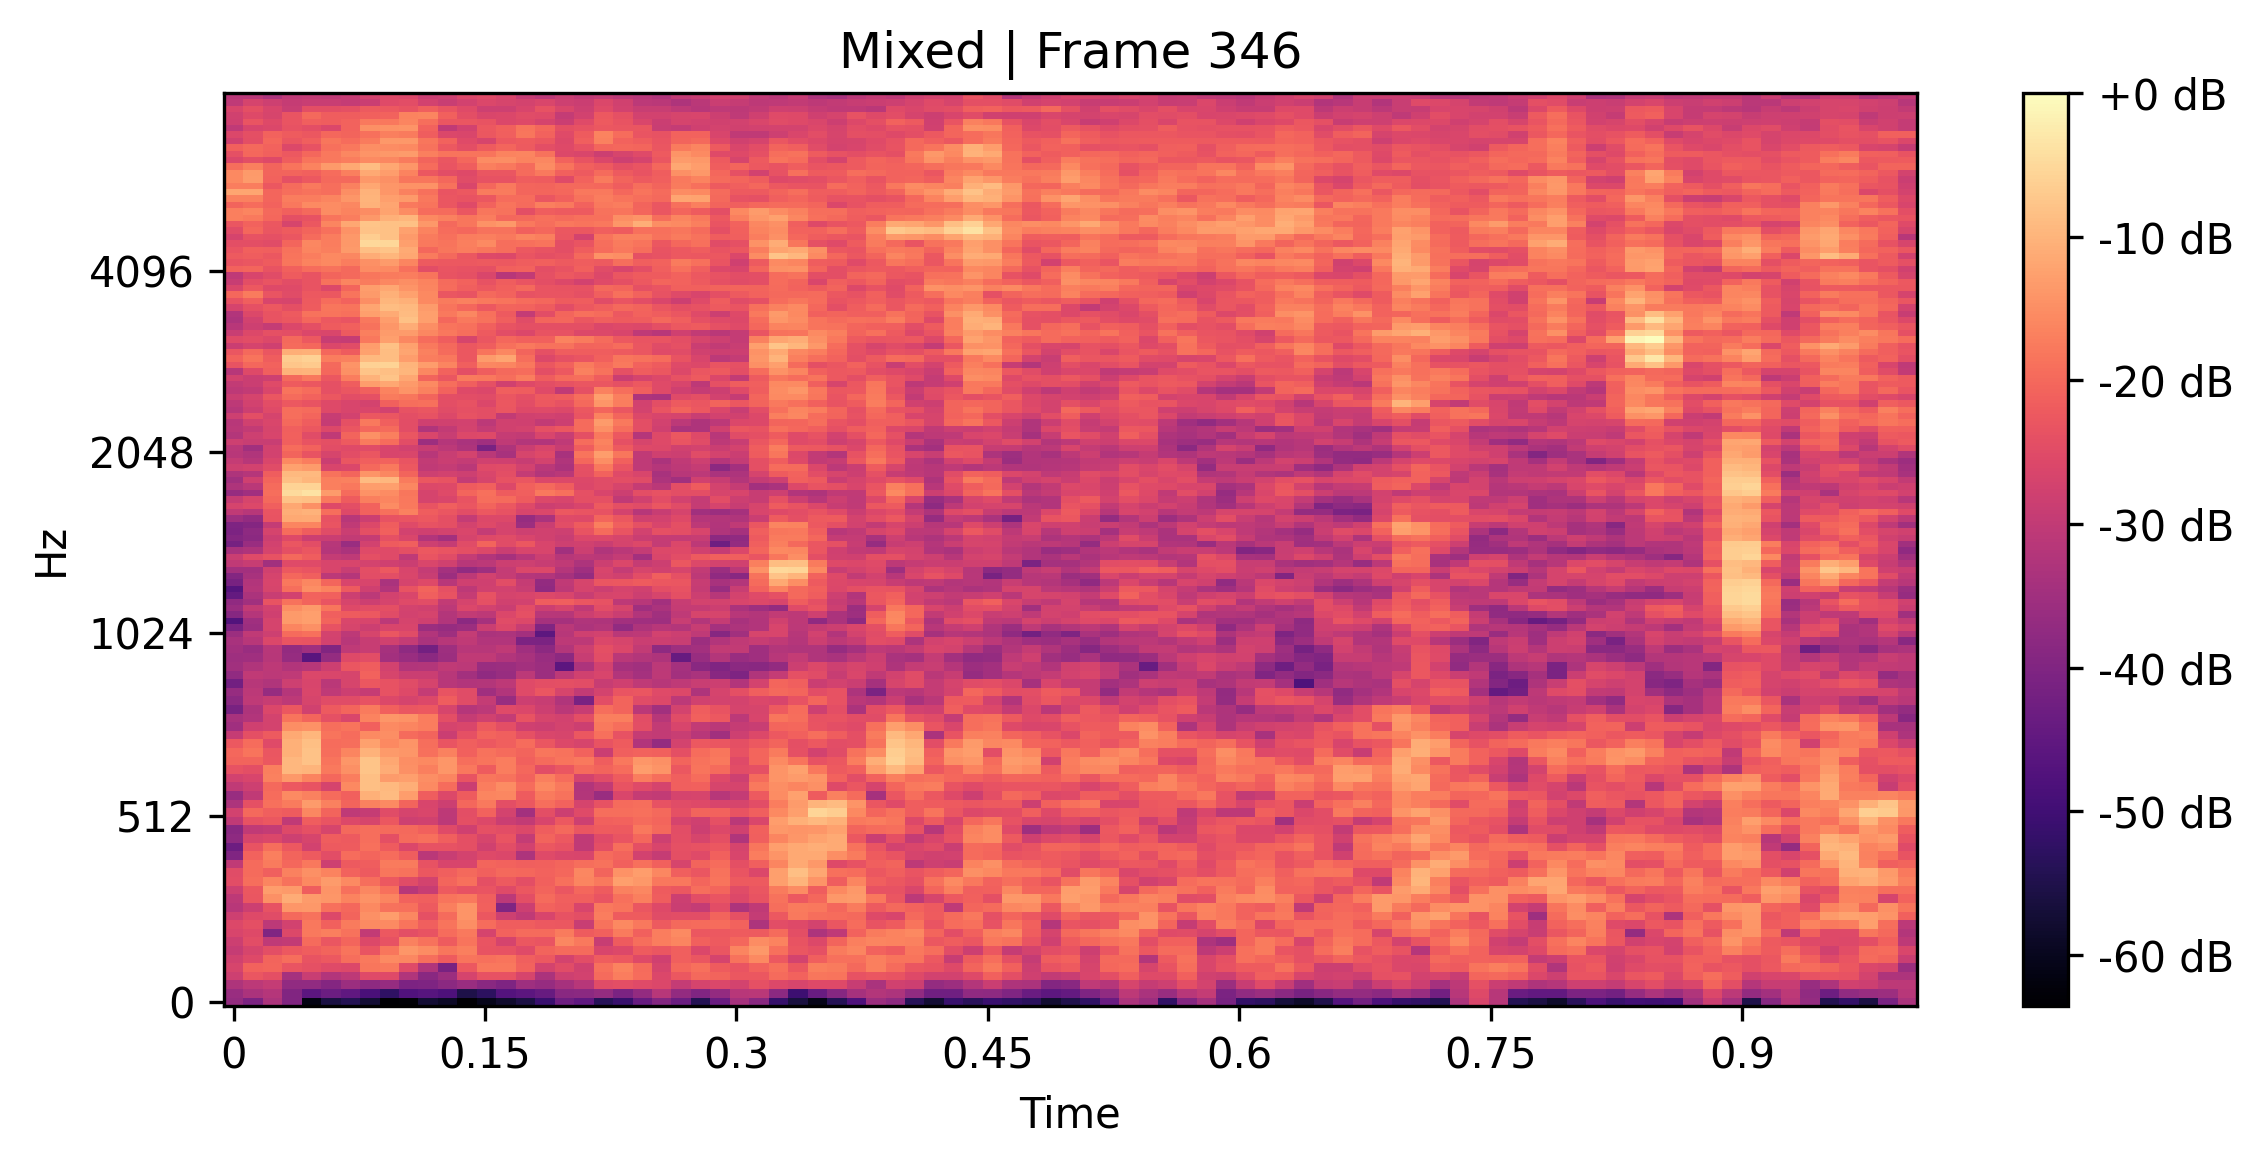 Mixed | Frame 346
+0 dB
-10 dB
-20 dB
-30 dB
-40 dB
-50 dB
-60 dB
Hz
4096
2048
1024
512
0
0 0.15 0.3 0.45 0.6 0.75 0.9
Time